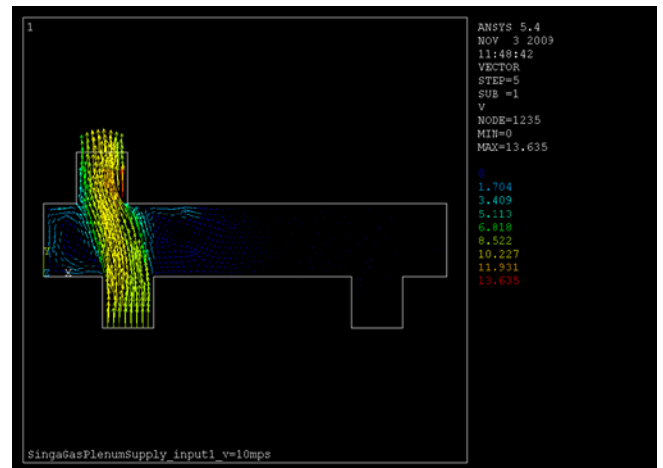 1
ANSYS 5.4
NOV 3 2009
11:48:42
VECTOR
STEP=5
SUB =1
V
NODE=1235
MIN=0
MAX=13.635
0
1.704
3.409
5.113
6.818
8.522
10.227
11.931
13.635
Y
Z X
SingaGasPlenumSupply_input1_v=10mps